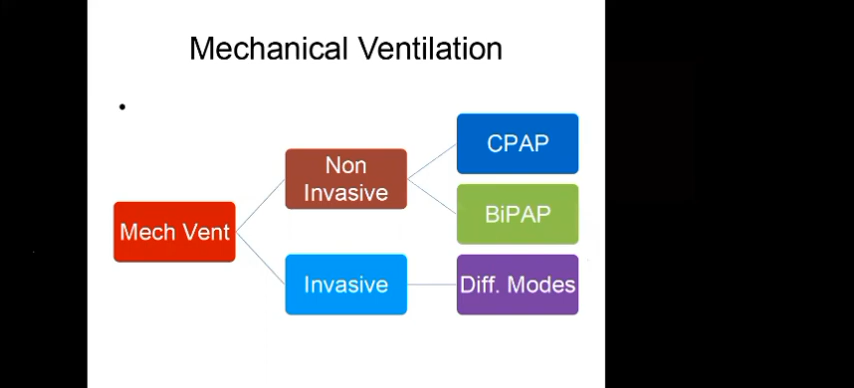 Mechanical Ventilation
•
Mech Vent
Non
Invasive
CPAP
BiPAP
Invasive
Diff. Modes